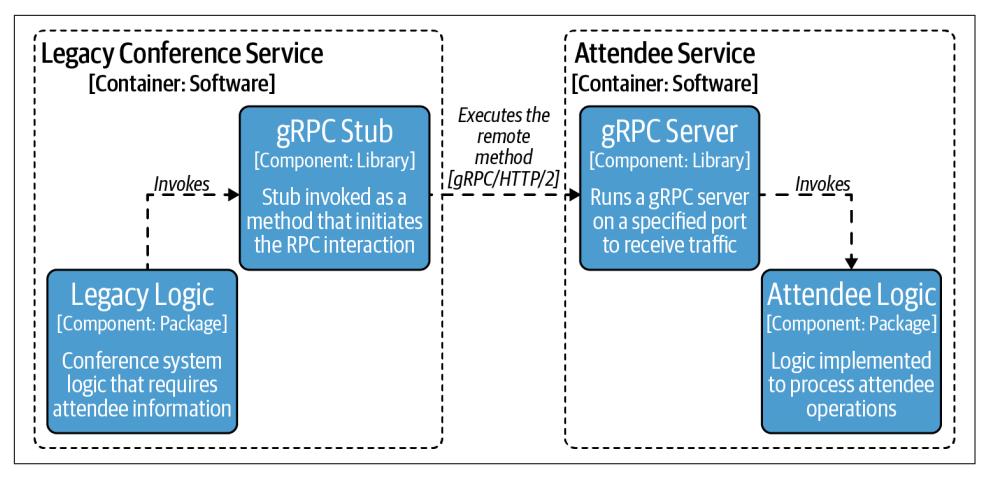 Legacy Conference Service
[Container: Software]
gRPC Stub
[Component: Library]
Stub invoked as a
method that initiates
the RPC interaction
Invokes
Legacy Logic
[Component: Package]
Conference system
logic that requires
attendee information
Executes the
remote
method
[gRPC/HTTP/2]
Attendee Service
[Container: Software]
gRPC Server
[Component: Library]
Runs a gRPC server
on a specified port
to receive traffic
Invokes
Attendee Logic
[Component: Package]
Logic implemented
to process attendee
operations